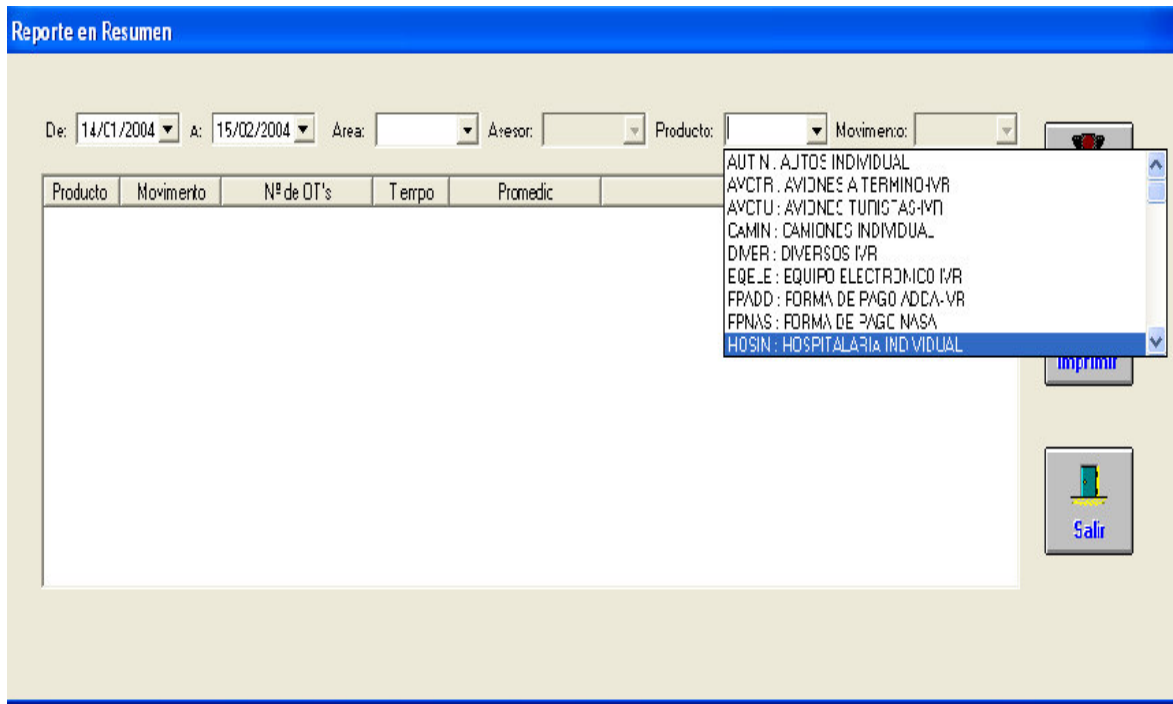 Reporte en Resumen
De: 14/01/2004 A: 15/02/2004 Area: Asesor: Producto: Movimiento:
Producto Movimento Nº de OT's Tiempo Promedio
AUTIN : AUTOS INDIVIDUAL
AVCTR : AVIONES A TERMINO-IVR
AVCTU : AVIONES TURISTAS-IVR
CAMIN : CAMIONES INDIVIDUAL
DIVER : DIVERSOS IVR
EQELE : EQUIPO ELECTRONICO IVR
FPADD : FORMA DE PAGO ADDA-IVR
FPNAS : FORMA DE PAGO NASA
HOSIN : HOSPITALARIA INDIVIDUAL
Imprimir
Salir